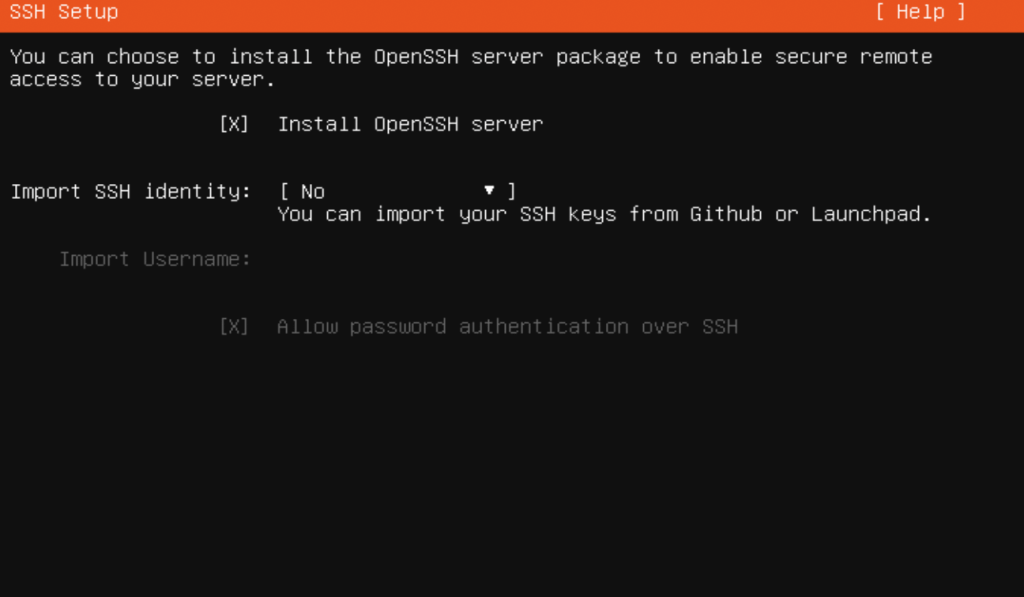 SSH Setup [ Help ]
You can choose to install the OpenSSH server package to enable secure remote
access to your server.
[X] Install OpenSSH server
Import SSH identity: [ No ▾ ]
You can import your SSH keys from Github or Launchpad.
Import Username:
[X] Allow password authentication over SSH